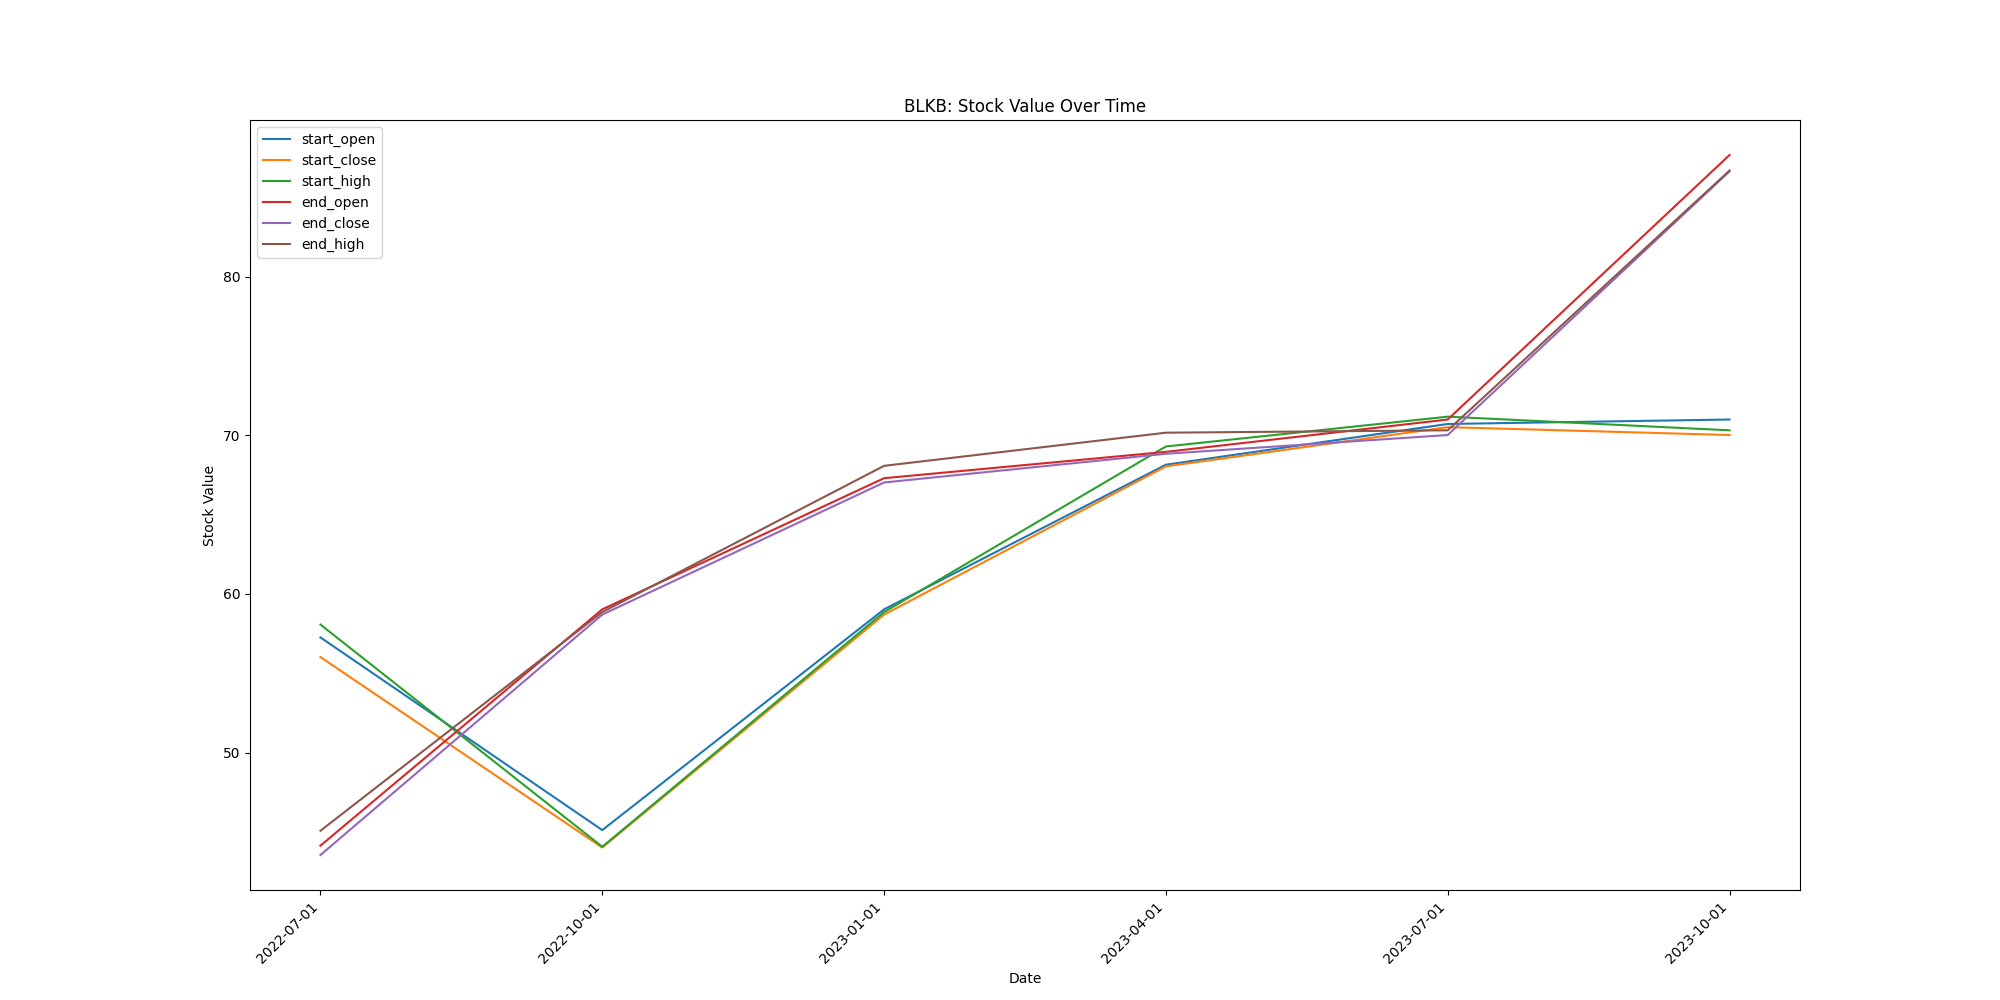 BLKB: Stock Value Over Time
start_open
start_close
start_high
end_open
end_close
end_high
80
70
60
50
Stock Value
2022-07-01
2022-10-01
2023-01-01
2023-04-01
2023-07-01
2023-10-01
Date